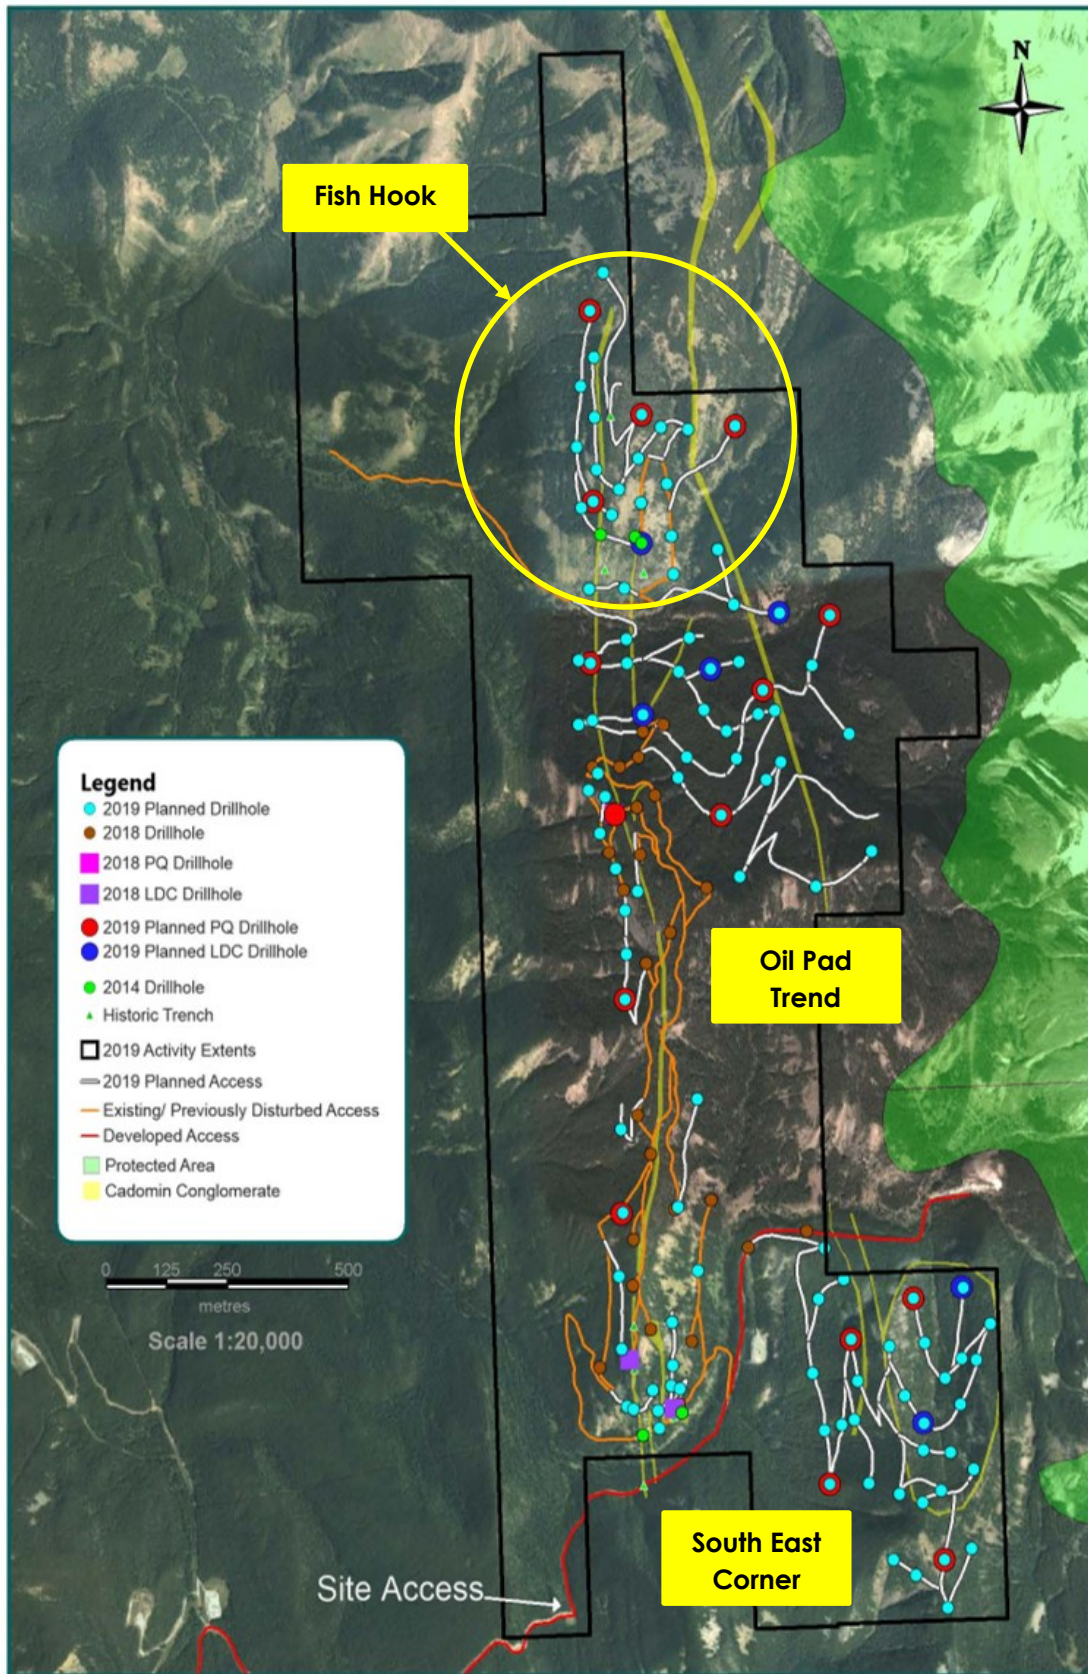 N
Fish Hook
Legend
2019 Planned Drillhole
2018 Drillhole
2018 PQ Drillhole
2018 LDC Drillhole
2019 Planned PQ Drillhole
2019 Planned LDC Drillhole
2014 Drillhole
Historic Trench
2019 Activity Extents
2019 Planned Access
Existing/ Previously Disturbed Access
Developed Access
Protected Area
Cadomin Conglomerate
Oil Pad
Trend
0 125 250 500
metres
Scale 1:20,000
South East
Corner
Site Access